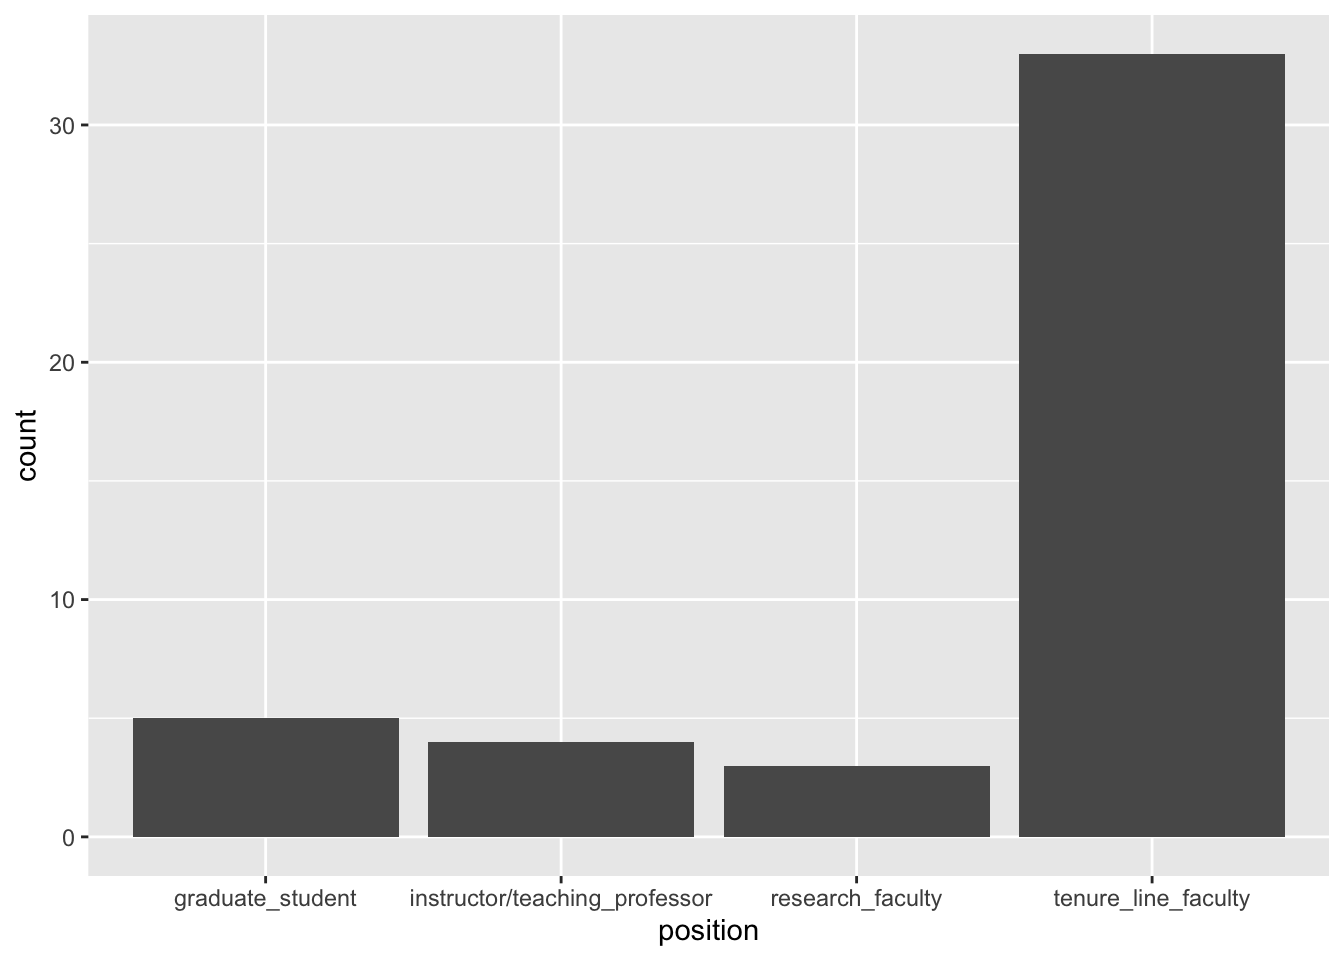 30
20
10
0
count
graduate_student
instructor/teaching_professor
research_faculty
tenure_line_faculty
position